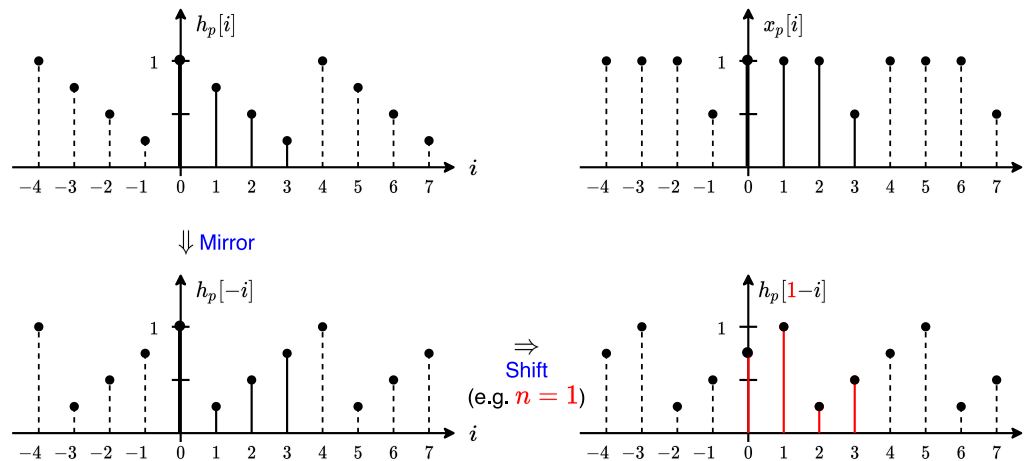 h_p[i]
1
−4 −3 −2 −1 0 1 2 3 4 5 6 7 i
x_p[i]
1
−4 −3 −2 −1 0 1 2 3 4 5 6 7
⇓ Mirror
h_p[−i]
1
−4 −3 −2 −1 0 1 2 3 4 5 6 7 i
⇒
Shift
(e.g. n = 1)
h_p[1−i]
1
−4 −3 −2 −1 0 1 2 3 4 5 6 7